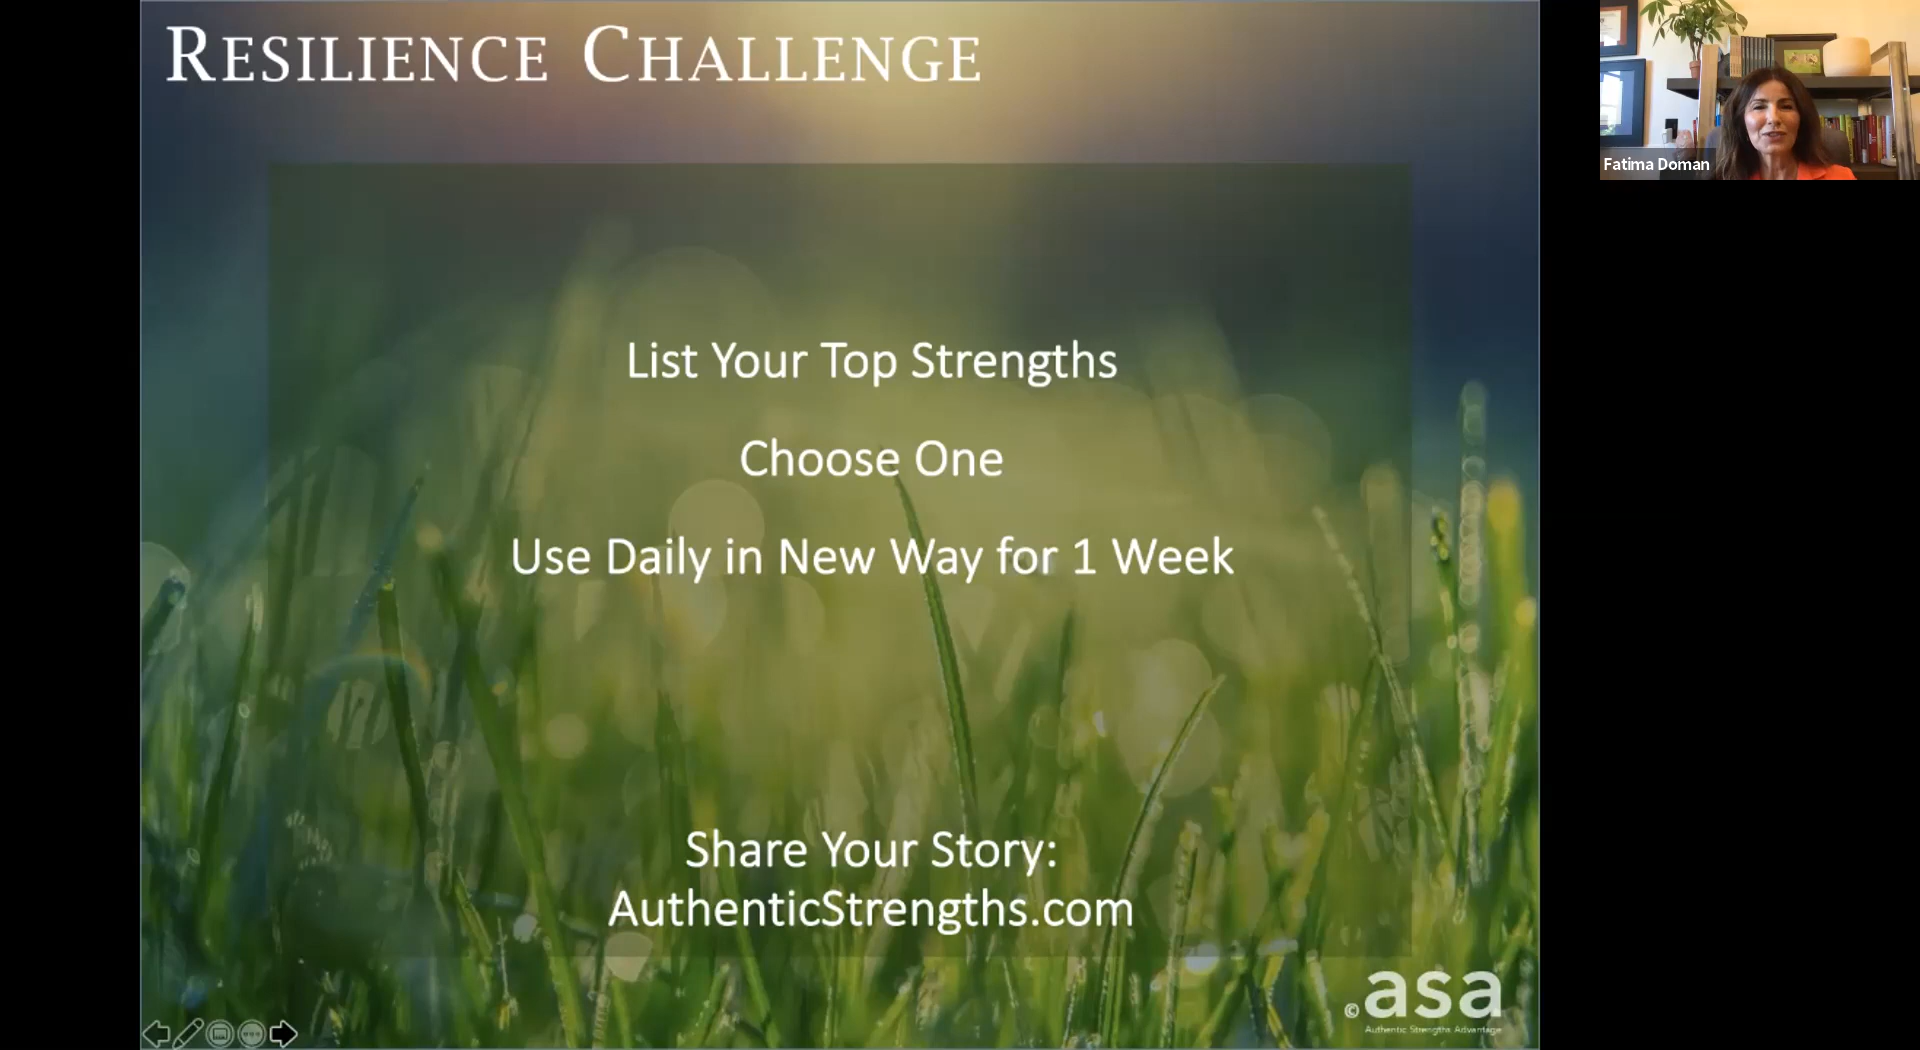 RESILIENCE CHALLENGE
List Your Top Strengths
Choose One
Use Daily in New Way for 1 Week
Share Your Story:
AuthenticStrengths.com
© asa
Authentic Strengths Advantage
Fatima Doman